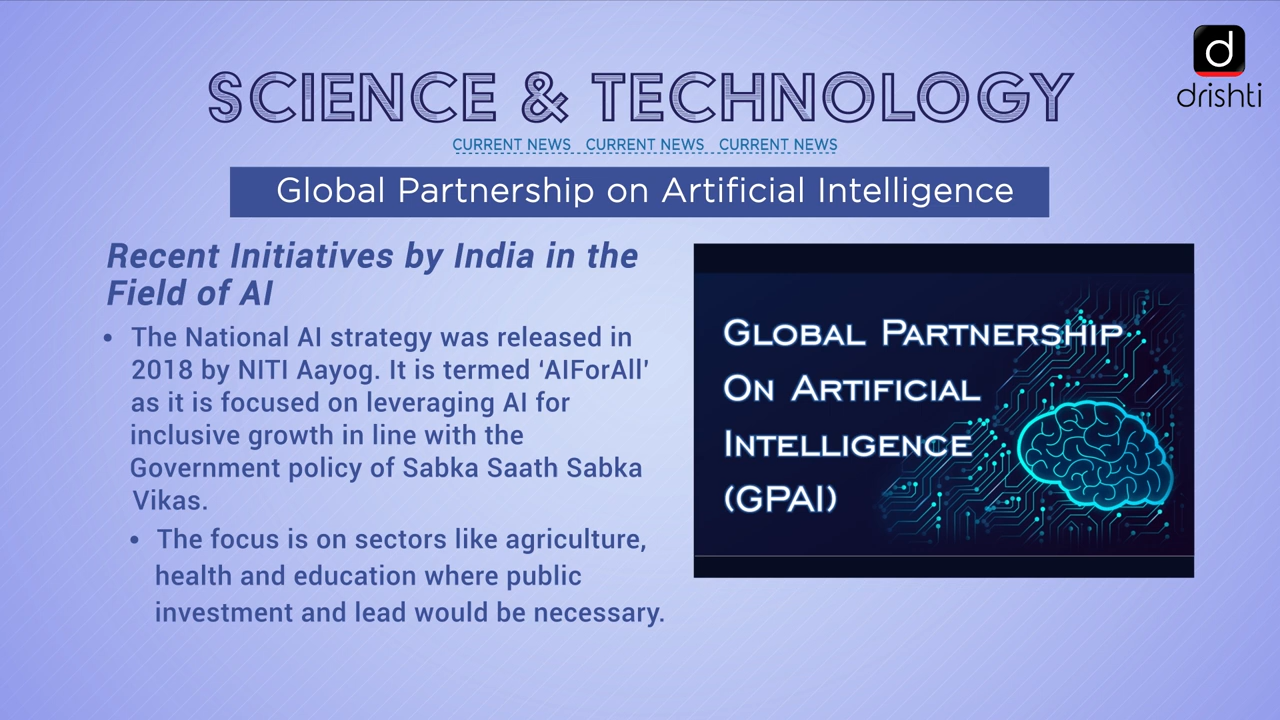 d
drishti
SCIENCE & TECHNOLOGY
CURRENT NEWS CURRENT NEWS CURRENT NEWS
Global Partnership on Artificial Intelligence
Recent Initiatives by India in the
Field of AI
• The National AI strategy was released in
2018 by NITI Aayog. It is termed ‘AIForAll’
as it is focused on leveraging AI for
inclusive growth in line with the
Government policy of Sabka Saath Sabka
Vikas.
• The focus is on sectors like agriculture,
health and education where public
investment and lead would be necessary.
Global Partnership
On Artificial
Intelligence
(GPAI)